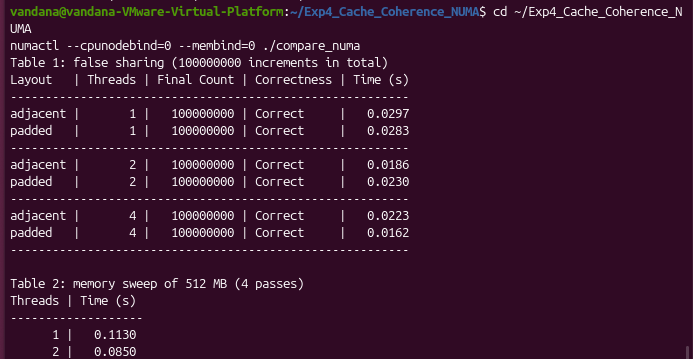 vandana@vandana-VMware-Virtual-Platform:~/Exp4_Cache_Coherence_NUMA$ cd ~/Exp4_Cache_Coherence_N
UMA
numactl --cpunodebind=0 --membind=0 ./compare_numa
Table 1: false sharing (100000000 increments in total)
Layout   | Threads | Final Count | Correctness | Time (s)
---------------------------------------------------------
adjacent |       1 |   100000000 | Correct     |   0.0297
padded   |       1 |   100000000 | Correct     |   0.0283
---------------------------------------------------------
adjacent |       2 |   100000000 | Correct     |   0.0186
padded   |       2 |   100000000 | Correct     |   0.0230
---------------------------------------------------------
adjacent |       4 |   100000000 | Correct     |   0.0223
padded   |       4 |   100000000 | Correct     |   0.0162
---------------------------------------------------------

Table 2: memory sweep of 512 MB (4 passes)
Threads | Time (s)
-------------------
      1 |   0.1130
      2 |   0.0850